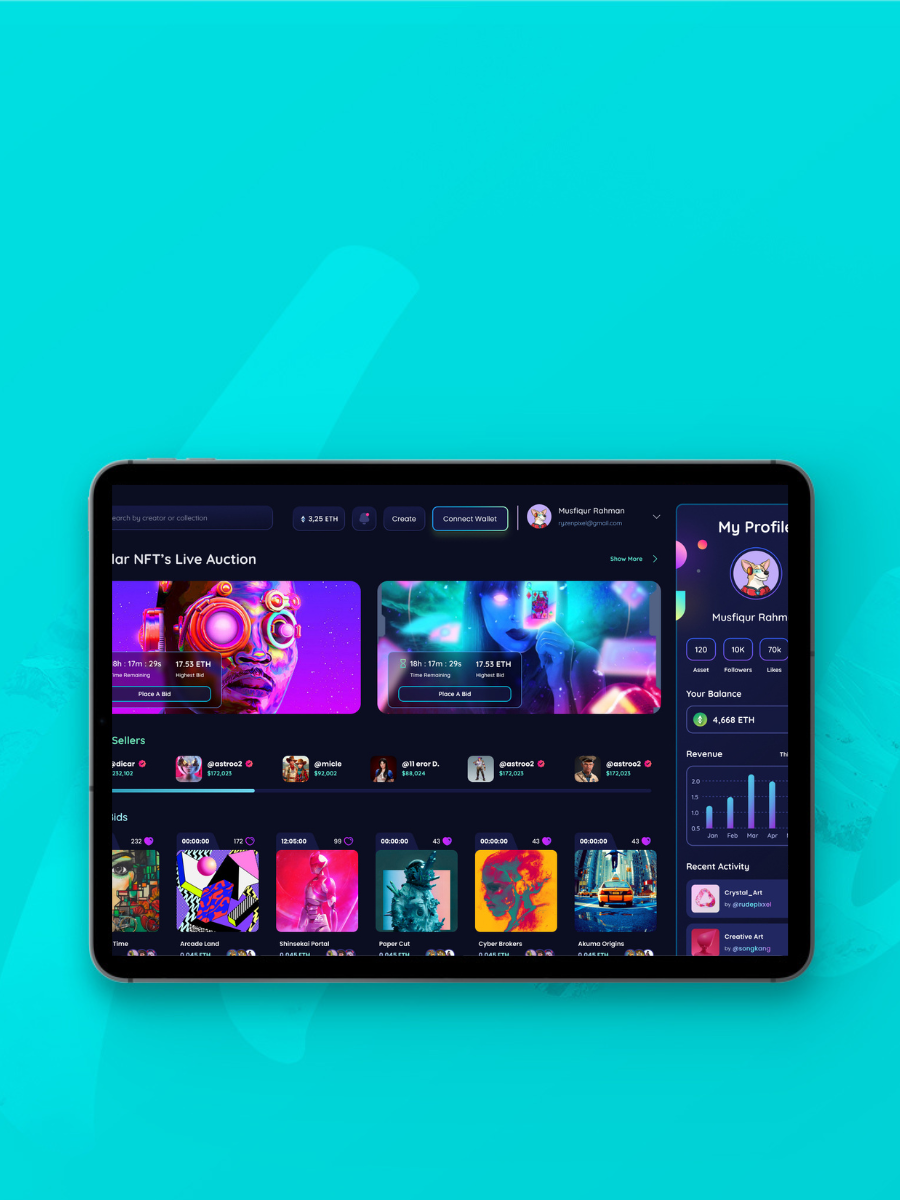 earch by creator or collection
3,25 ETH
Create
Connect Wallet
Musfiqur Rahman
ryzenpixel@gmail.com
My Profile
lar NFT's Live Auction
Show More
18h : 17m : 29s
17.53 ETH
Time Remaining
Highest Bid
Place A Bid
18h : 17m : 29s
17.53 ETH
Time Remaining
Highest Bid
Place A Bid
Musfiqur Rahm
120
10K
70k
Asset
Followers
Likes
Your Balance
4,668 ETH
Sellers
@dicar
232,102
@astroo2
$172,023
@micle
$92,002
@11 eror D.
$88,024
@astroo2
$172,023
@astroo2
$172,023
Revenue
Thi
2.0
1.5
1.0
0.5
Jan
Feb
Mar
Apr
Bids
232
00:00:00
172
12:05:00
99
00:00:00
43
00:00:00
43
00:00:00
43
Time
Arcade Land
Shinsekai Portal
Paper Cut
Cyber Brokers
Akuma Origins
0.045 ETH
0.045 ETH
0.045 ETH
0.045 ETH
0.045 ETH
Recent Activity
Crystal_Art
by @rudepixxel
Creative Art
by @songkang